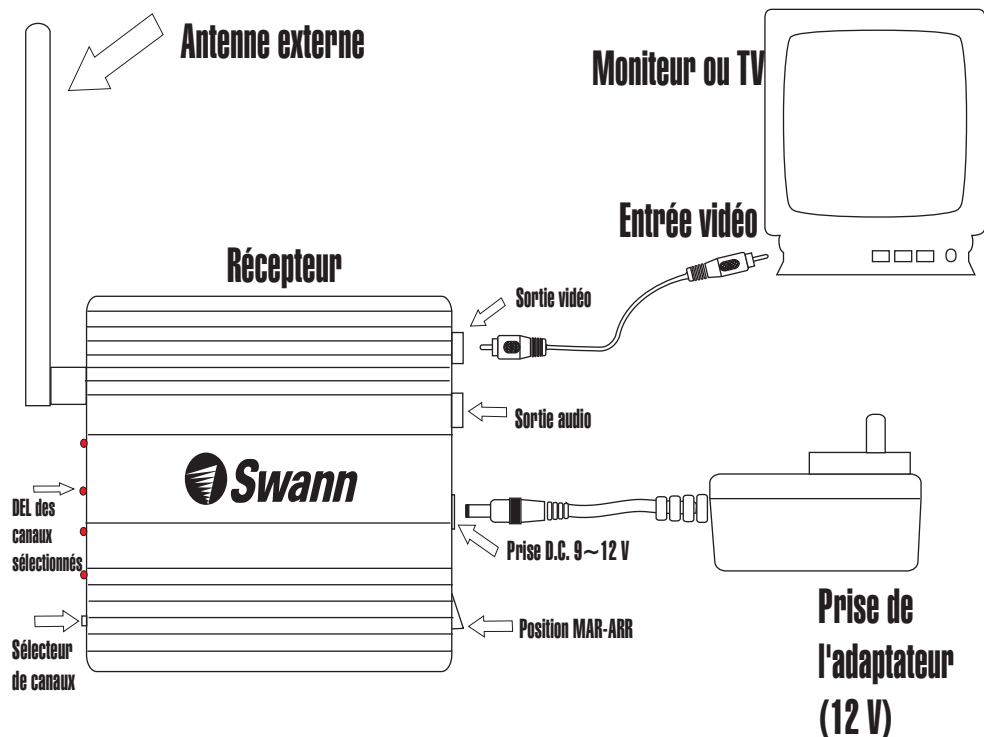 Antenne externe
Moniteur ou TV
Entrée vidéo
Récepteur
Sortie vidéo
Sortie audio
Swann
DEL des
canaux
sélectionnés
Prise D.C. 9~12 V
Position MAR-ARR
Sélecteur
de canaux
Prise de
l'adaptateur
(12 V)